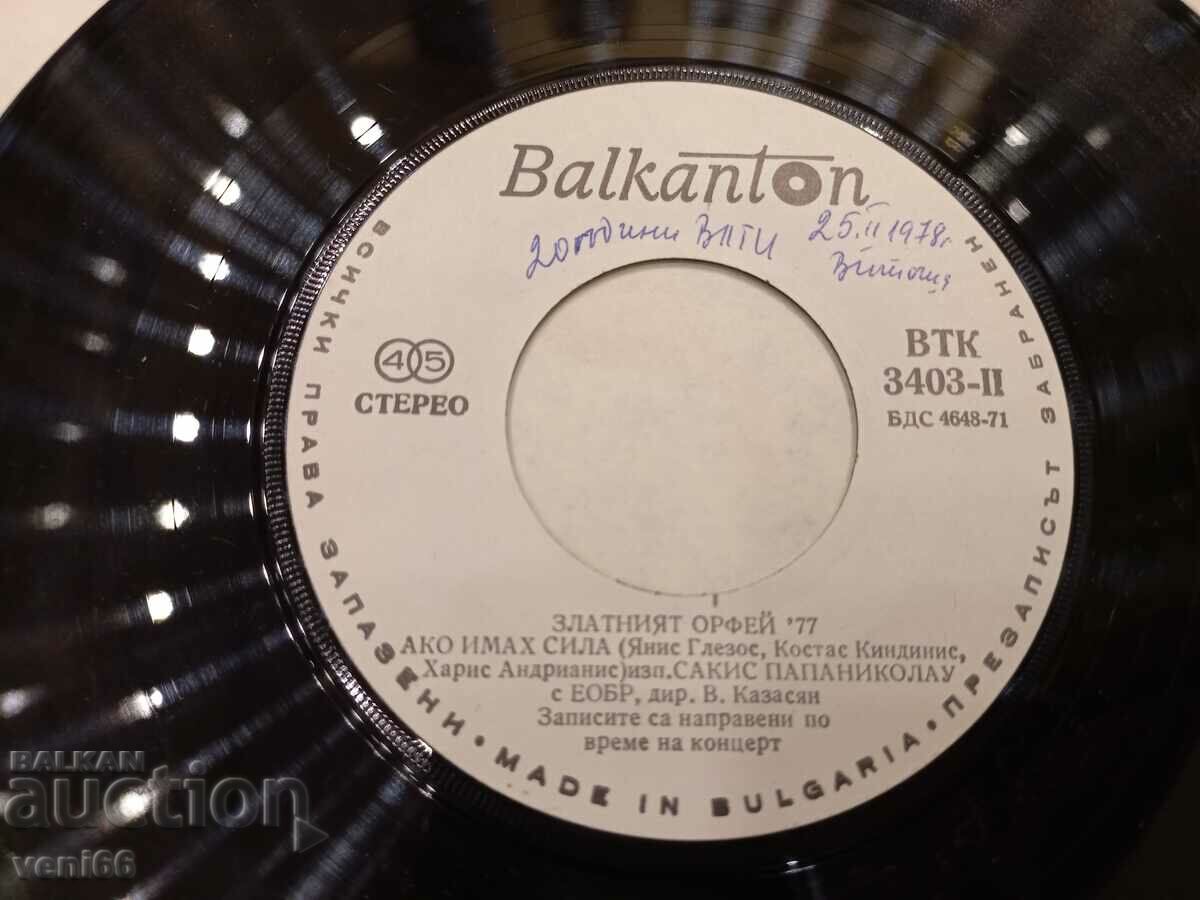 Balkanton
20 години ВПТИ 25.II 1978г.
Витоша
45
СТЕРЕО
ВТК
3403-II
БДС 4648-71
ЗЛАТНИЯТ ОРФЕЙ '77
АКО ИМАХ СИЛА (Янис Глезос, Костас Киндинис,
Харис Андрианис)изп.САКИС ПАПАНИКОЛАУ
с ЕОБР, дир. В. Казасян
Записите са направени по
време на концерт
ВСИЧКИ ПРАВА ЗАПАЗЕНИ • MADE IN BULGARIA • ПРЕЗАПИСЪТ ЗАБРАНЕН
BALKAN
auction
veni66